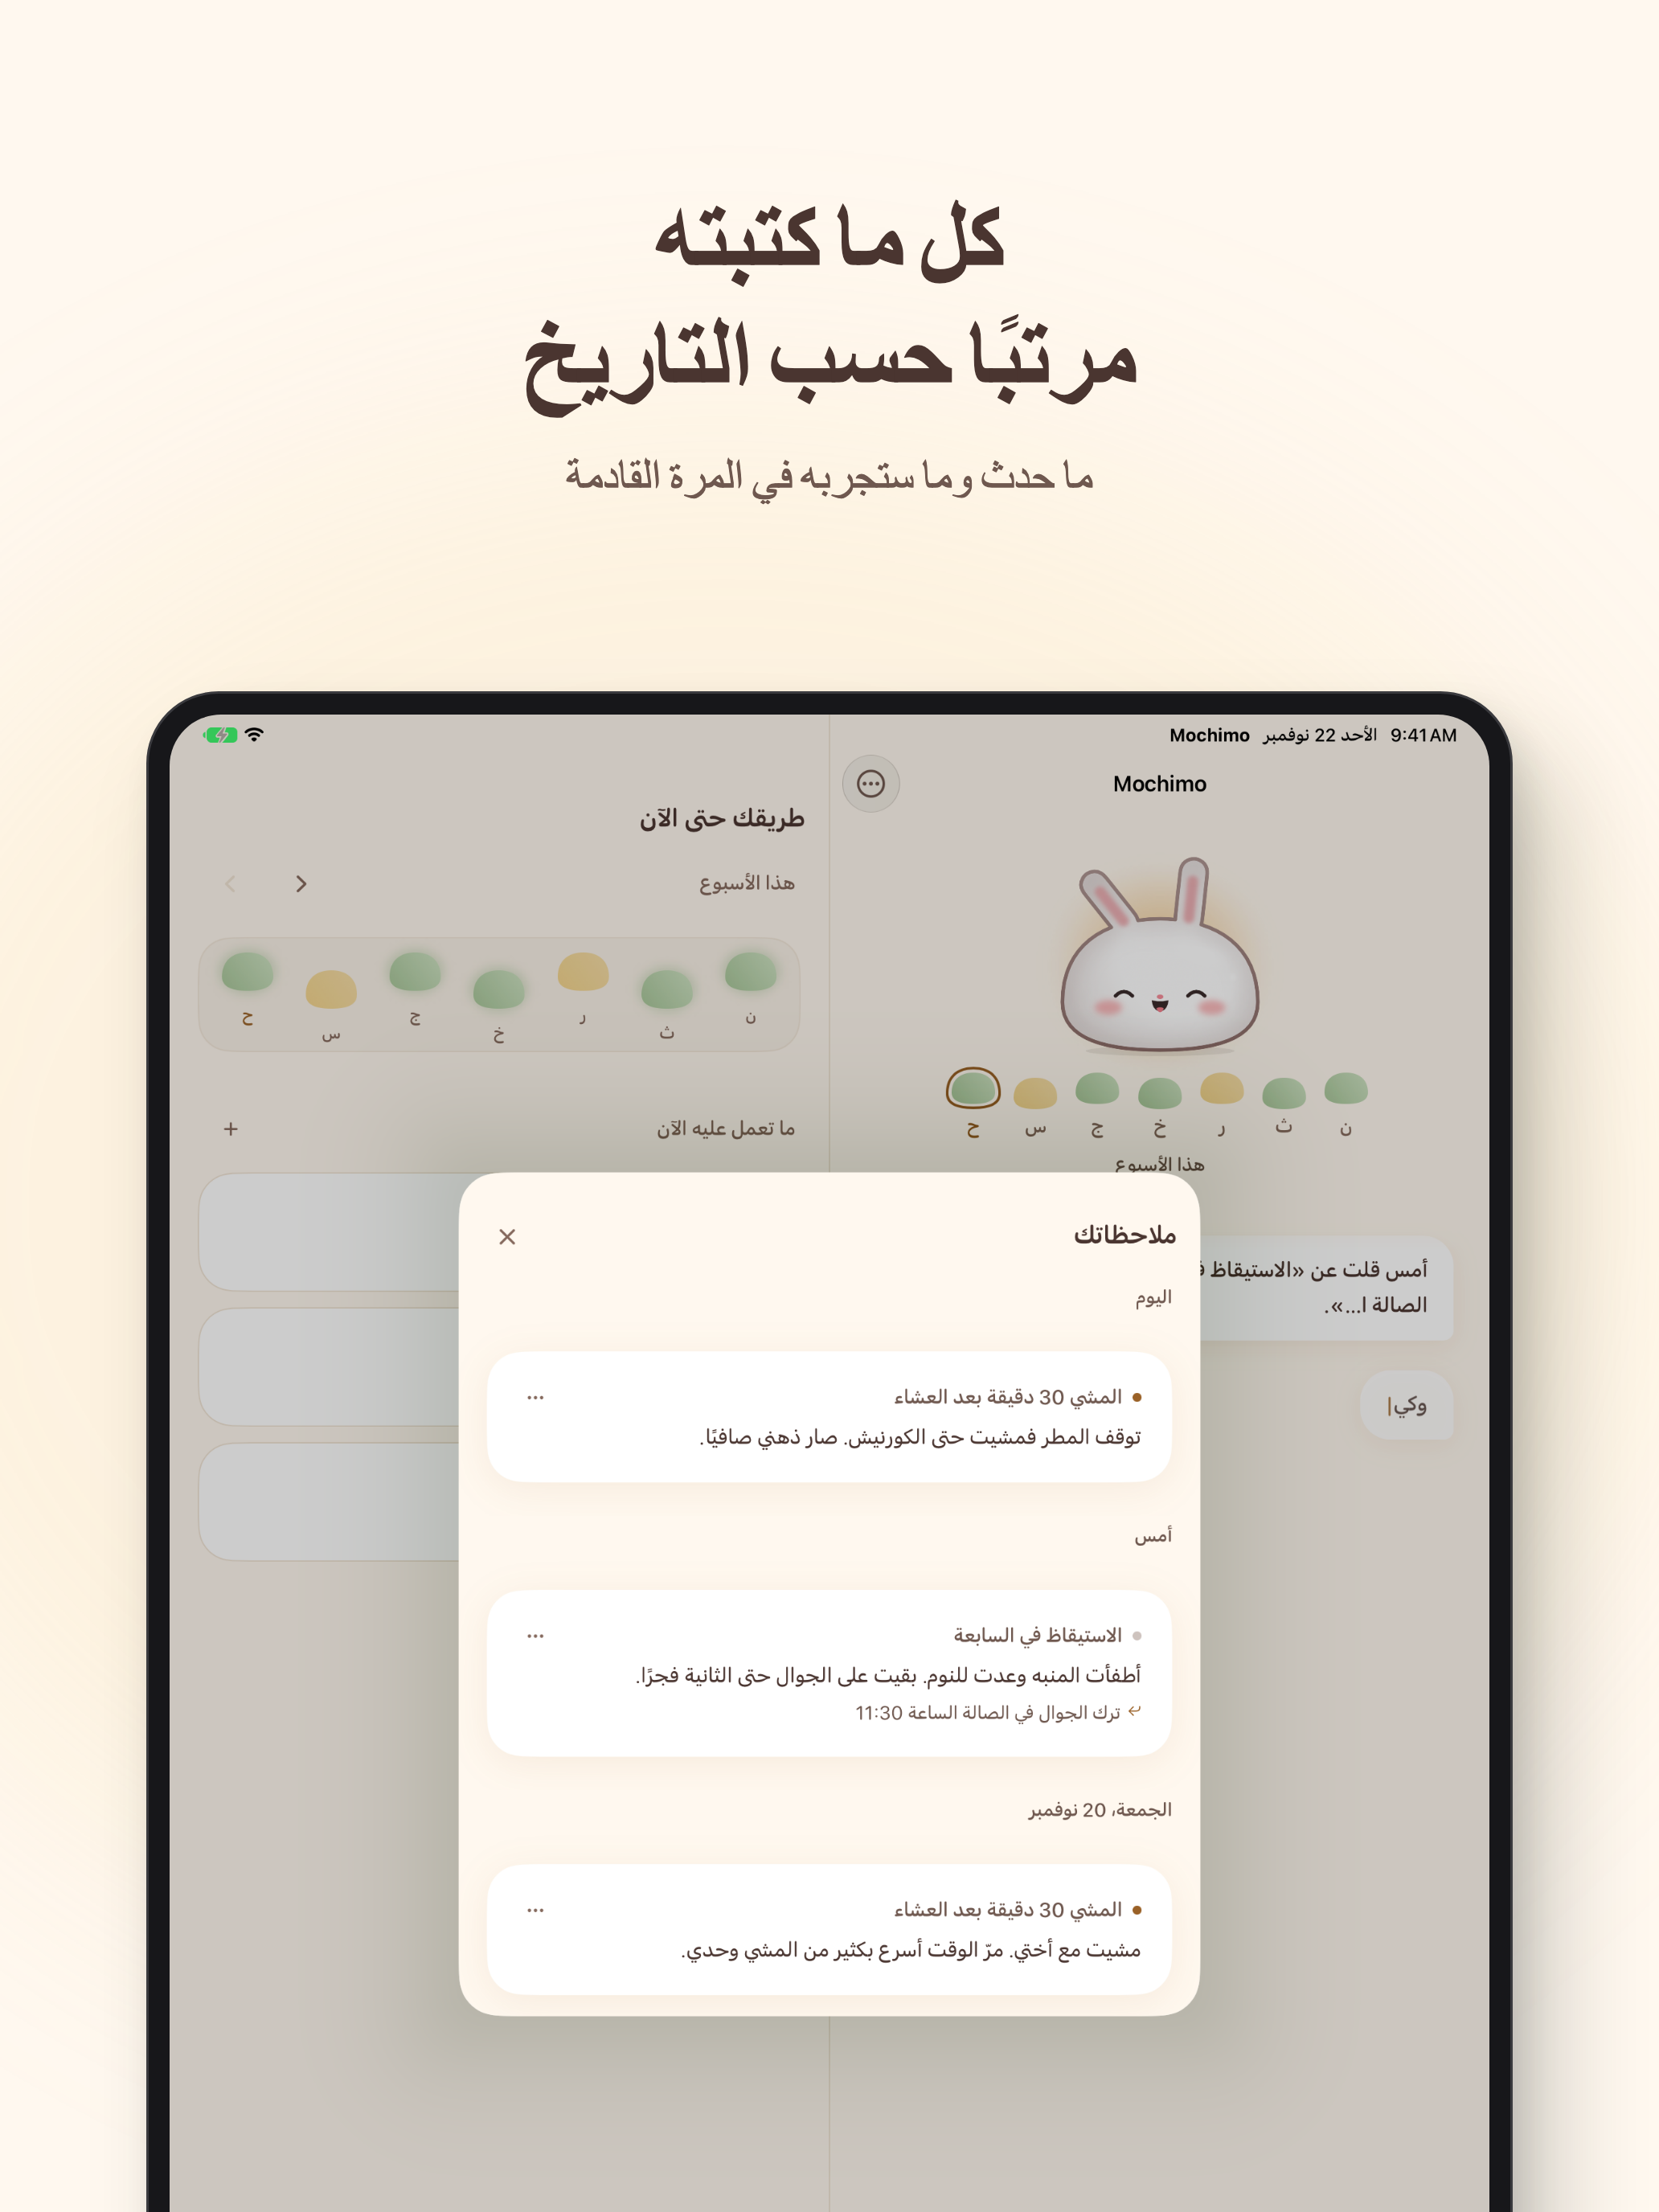 كل ما كتبته
مرتبًا حسب التاريخ
ما حدث وما ستجربه في المرة القادمة
9:41 AM الأحد 22 نوفمبر Mochimo
Mochimo
ن ث ر خ ج س ح
هذا الأسبوع
أمس قلت عن «الاستيقاظ
الصالة ا...».
وكي
طريقك حتى الآن
هذا الأسبوع
ن ث ر خ ج س ح
ما تعمل عليه الآن
ملاحظاتك
اليوم
المشي 30 دقيقة بعد العشاء
توقف المطر فمشيت حتى الكورنيش. صار ذهني صافيًا.
أمس
الاستيقاظ في السابعة
أطفأت المنبه وعدت للنوم. بقيت على الجوال حتى الثانية فجرًا.
ترك الجوال في الصالة الساعة 11:30
الجمعة، 20 نوفمبر
المشي 30 دقيقة بعد العشاء
مشيت مع أختي. مرّ الوقت أسرع بكثير من المشي وحدي.